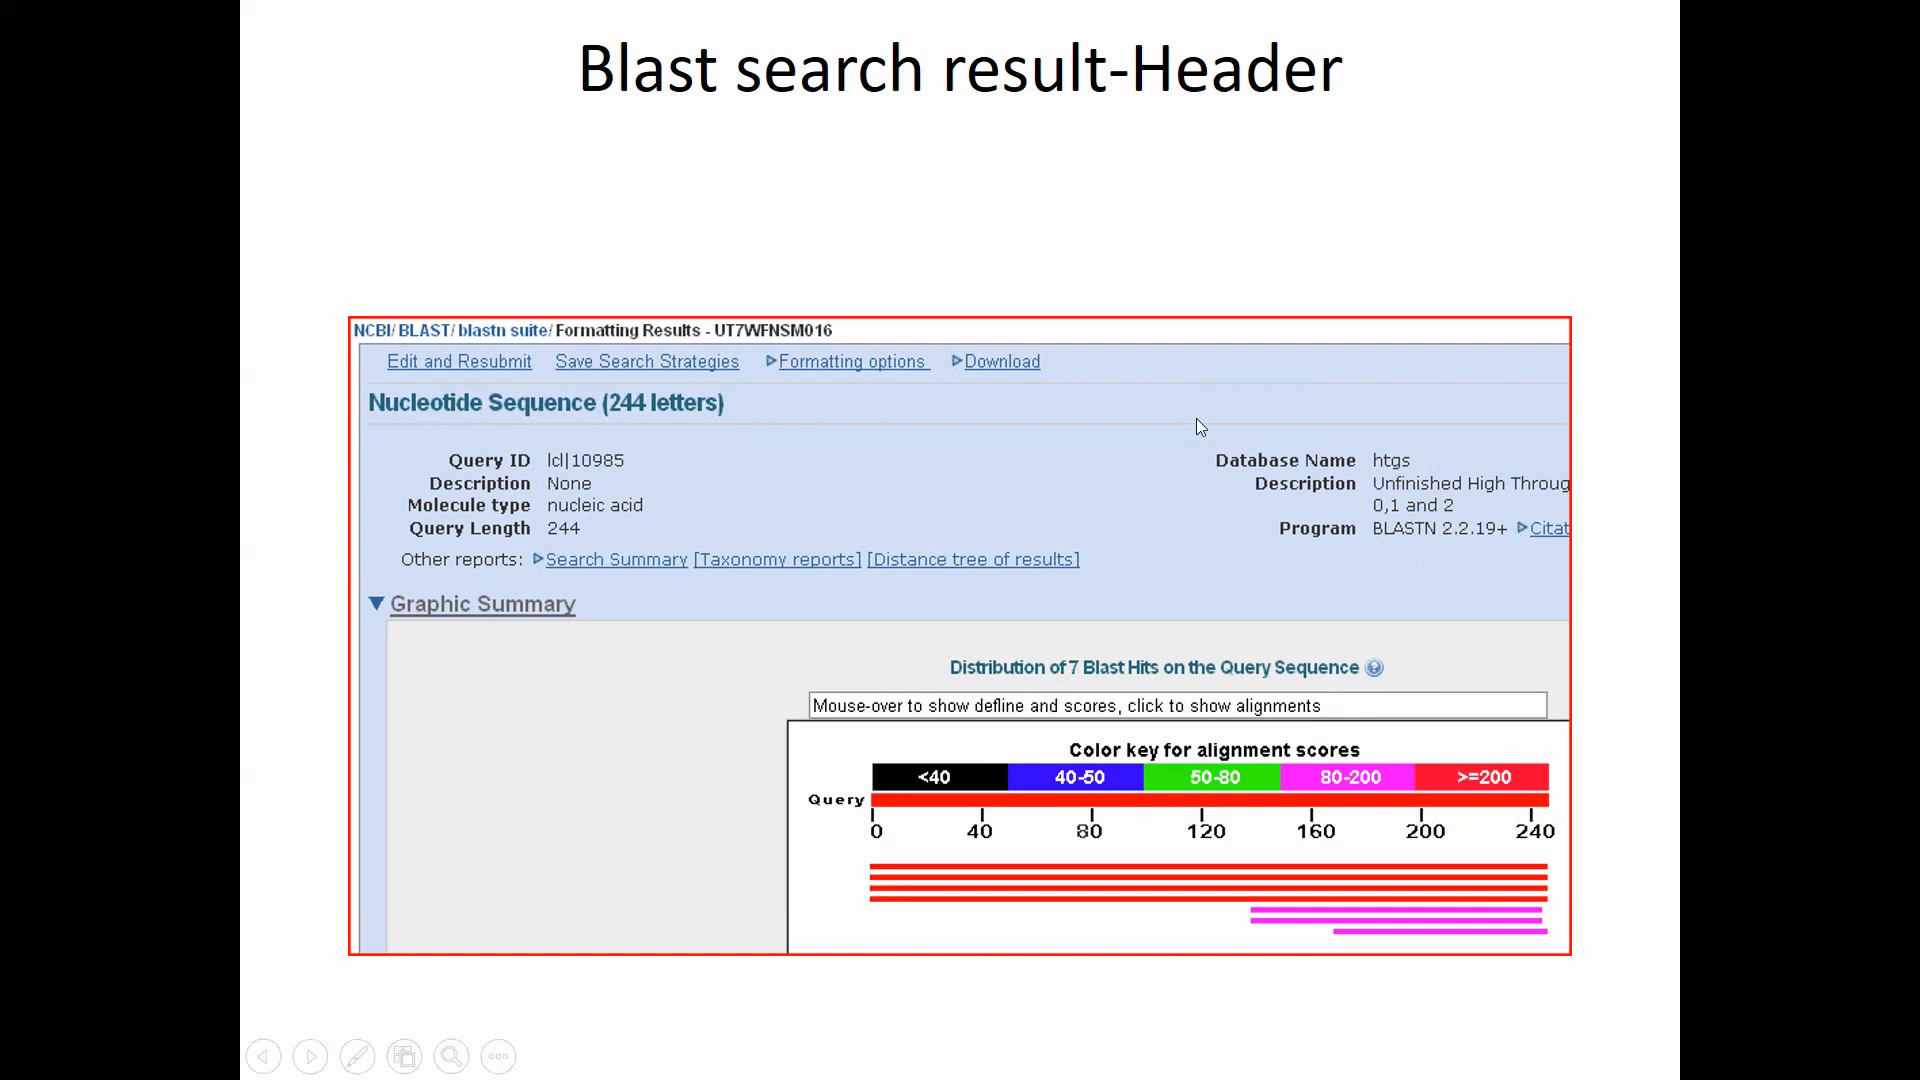 Blast search result-Header
NCBI/ BLAST/ blastn suite/ Formatting Results - UT7WFNSM016
Edit and Resubmit Save Search Strategies Formatting options Download
Nucleotide Sequence (244 letters)
Query ID lcl|10985
Description None
Molecule type nucleic acid
Query Length 244
Database Name htgs
Description Unfinished High Throug
0,1 and 2
Program BLASTN 2.2.19+ Citat
Other reports: Search Summary [Taxonomy reports] [Distance tree of results]
Graphic Summary
Distribution of 7 Blast Hits on the Query Sequence
Mouse-over to show defline and scores, click to show alignments
Color key for alignment scores
<40 40-50 50-80 80-200 >=200
Query
0 40 80 120 160 200 240